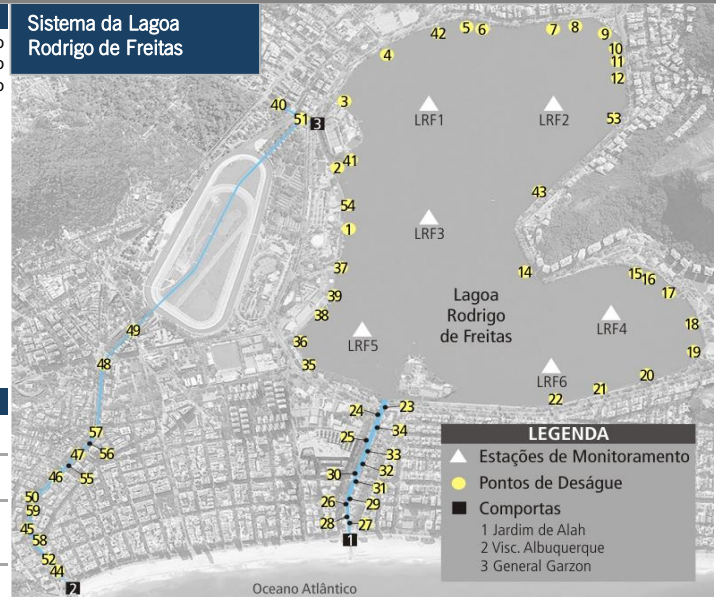 Sistema da Lagoa
Rodrigo de Freitas
o
o
o
42
5
6
7
8
9
4
10
11
12
40
3
51
3
LRF1
LRF2
53
2
41
43
54
1
LRF3
37
14
15
16
17
39
38
Lagoa
Rodrigo
de Freitas
LRF4
18
49
36
LRF5
19
48
35
LRF6
20
21
22
24
23
57
25
34
56
47
33
46
55
30
32
31
50
26
29
59
28
27
45
58
1
52
44
2
Oceano Atlântico
LEGENDA
Estações de Monitoramento
Pontos de Deságue
Comportas
1 Jardim de Alah
2 Visc. Albuquerque
3 General Garzon